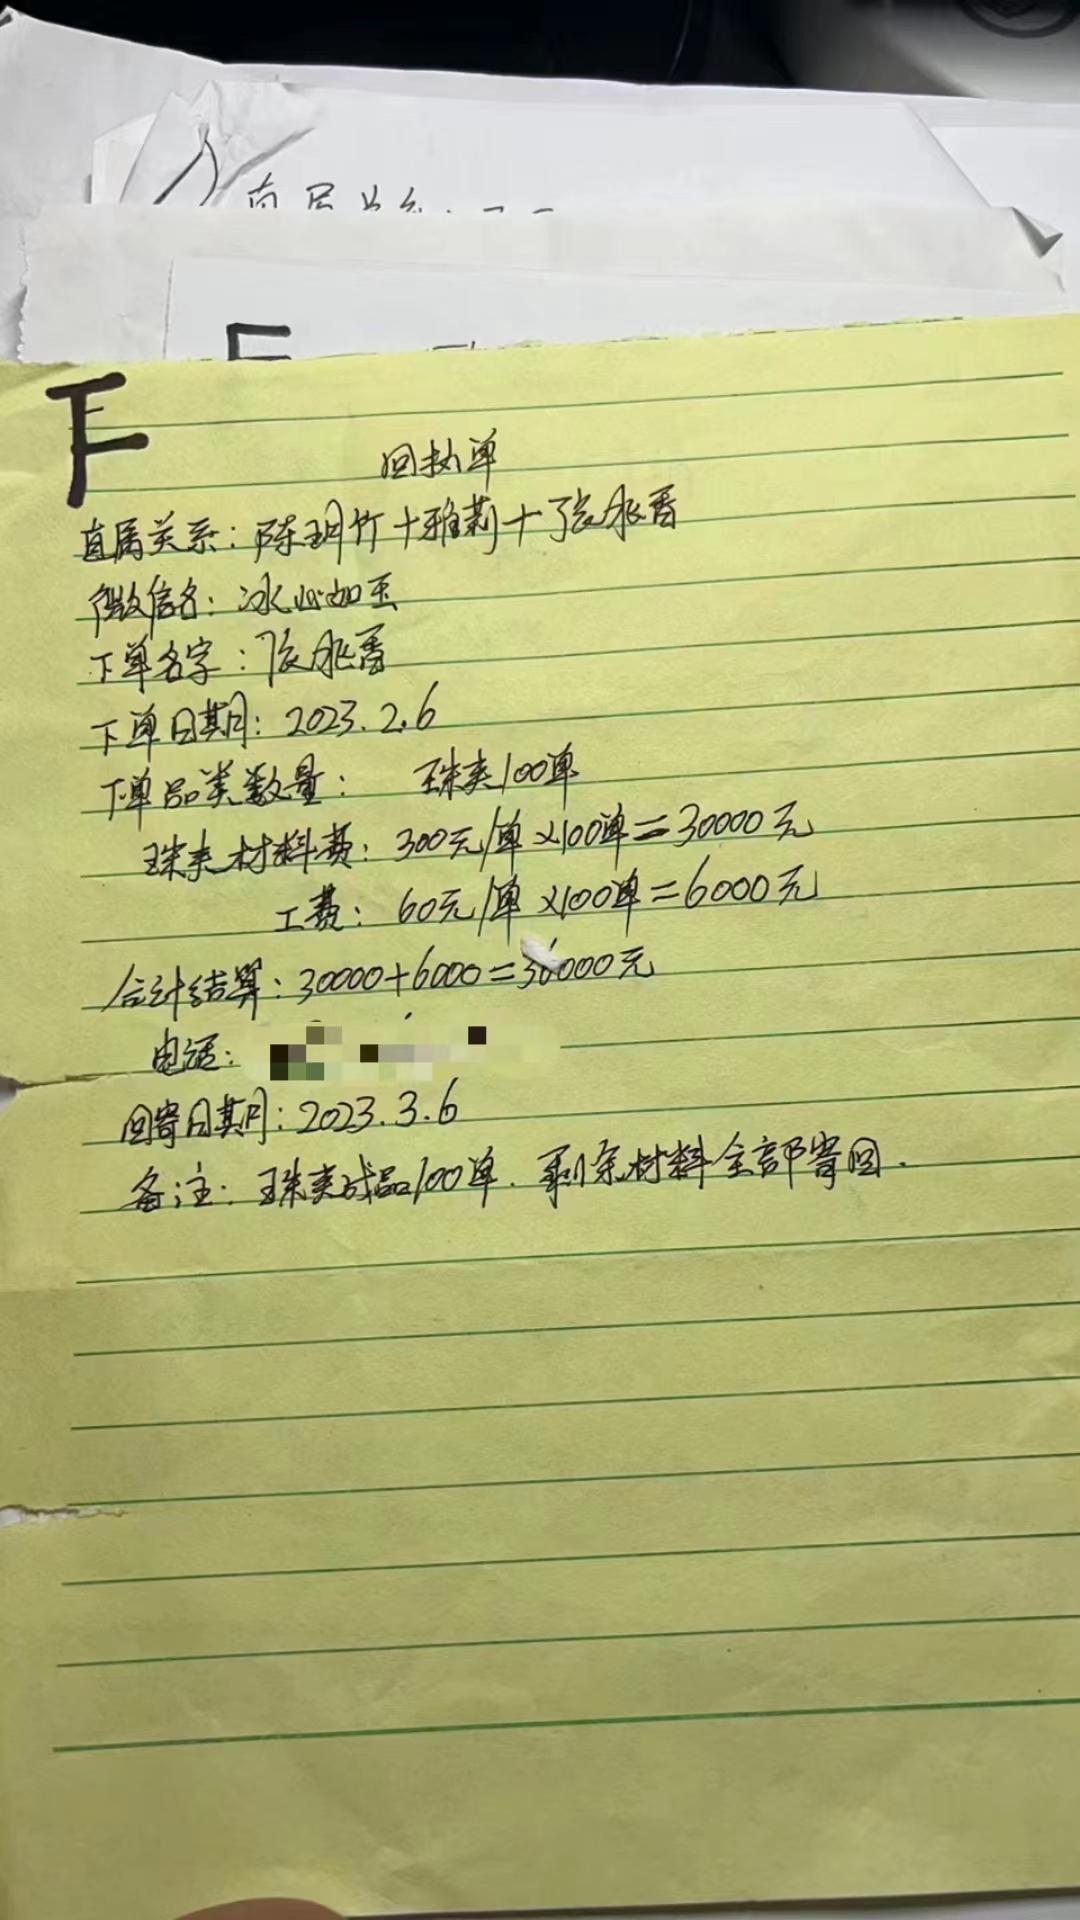 F
回执单
直属关系：陈玥竹+雅莉+张永香
微信名：冰心如玉
下单名字：张永香
下单日期：2023.2.6
下单品类数量： 珠夹100单
珠夹材料费：300元/单×100单=30000元
工费：60元/单×100单=6000元
合计结算：30000+6000=36000元
电话：
回寄日期：2023.3.6
备注：珠夹成品100单.剩余材料全部寄回.